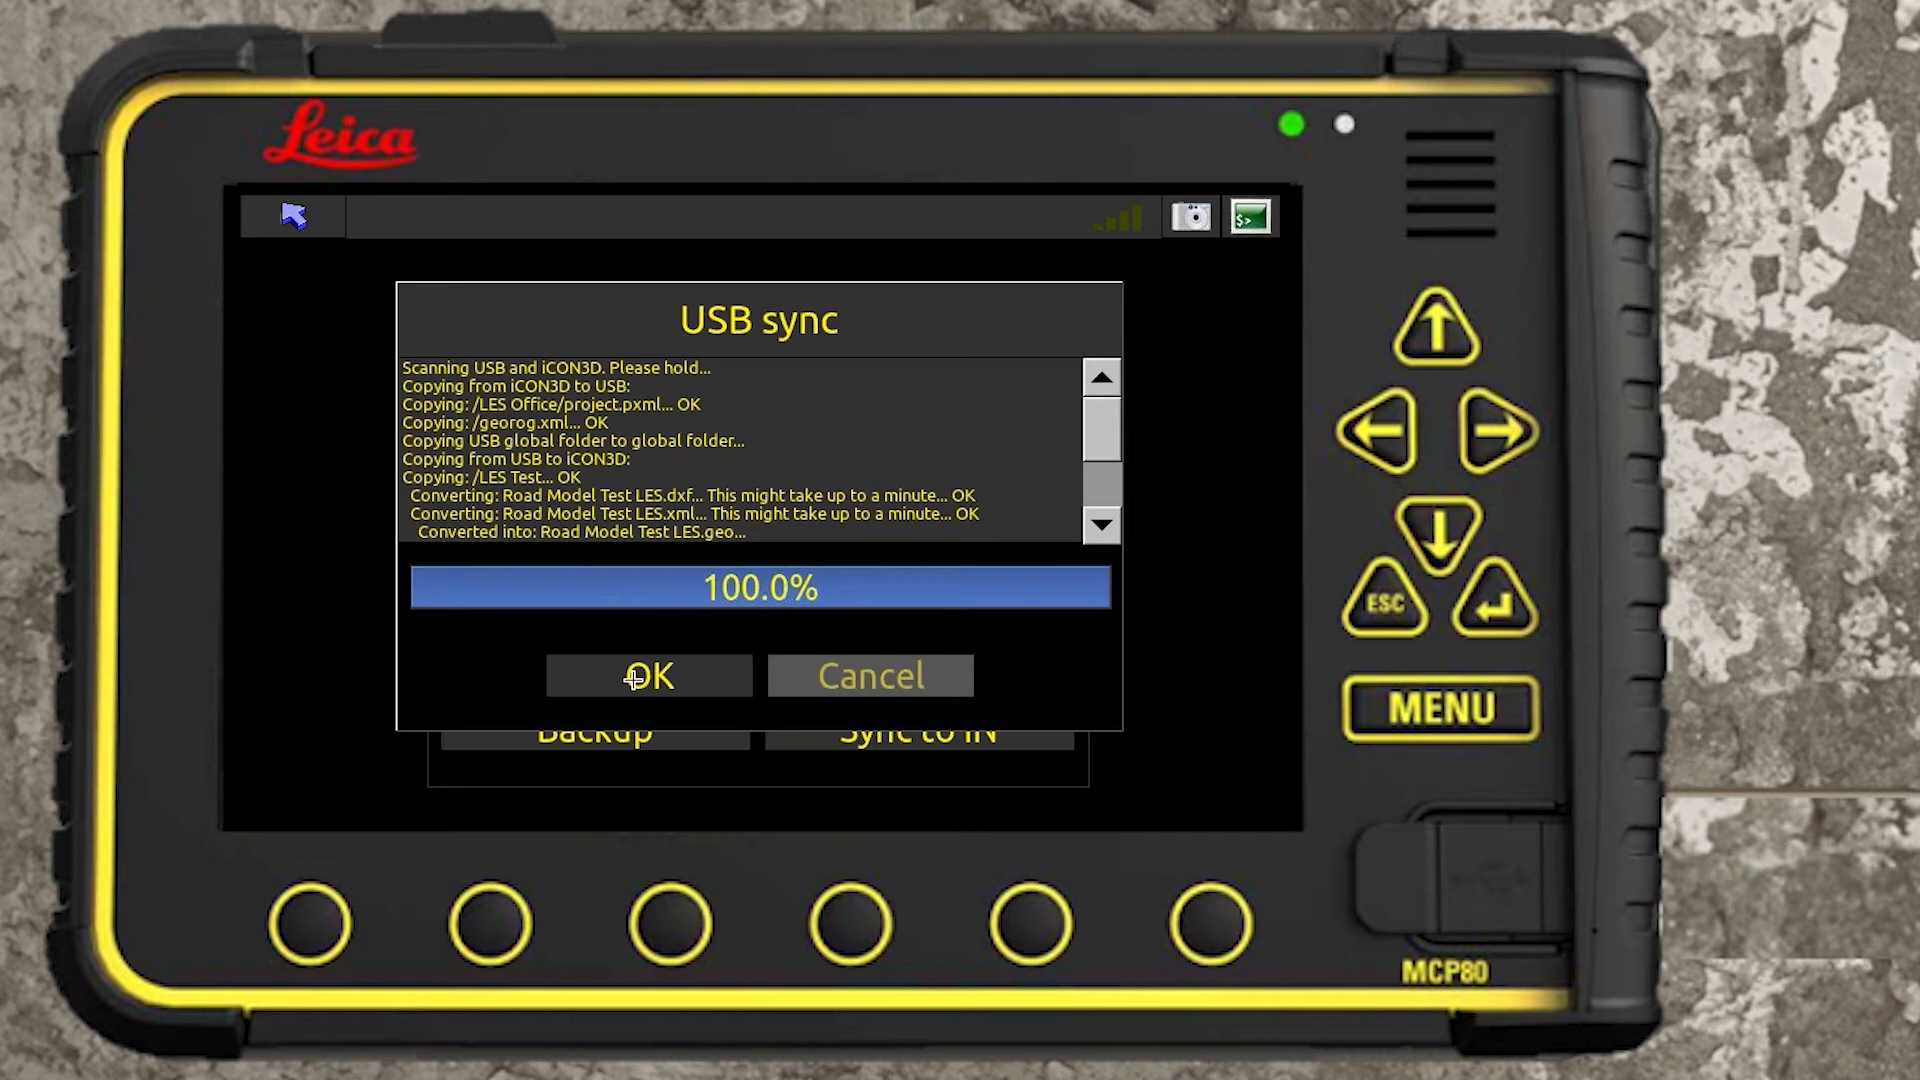 Leica
$>
USB sync
Scanning USB and iCON3D. Please hold...
Copying from iCON3D to USB:
Copying: /LES Office/project.pxml... OK
Copying: /georog.xml... OK
Copying USB global folder to global folder...
Copying from USB to iCON3D:
Copying: /LES Test... OK
Converting: Road Model Test LES.dxf... This might take up to a minute... OK
Converting: Road Model Test LES.xml... This might take up to a minute... OK
Converted into: Road Model Test LES.geo...
100.0%
OK Cancel
Backup Sync to iN
ESC
MENU
MCP80